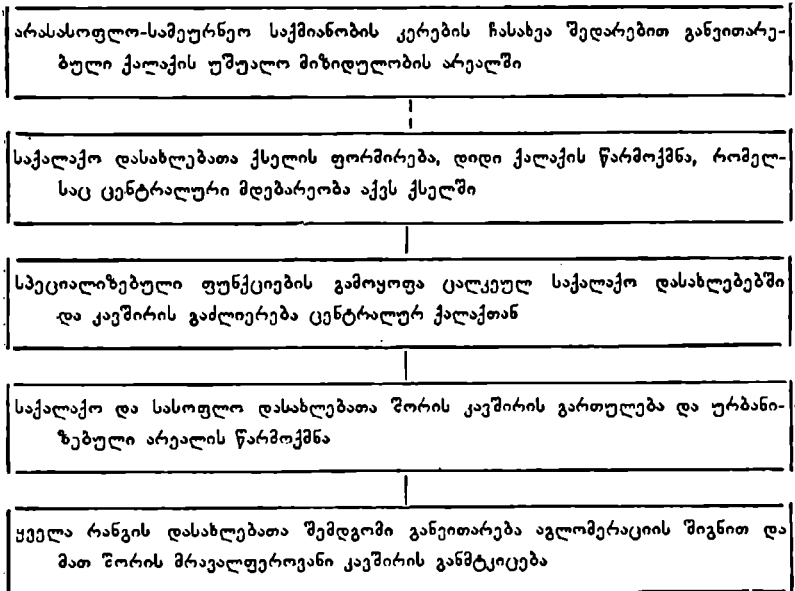 არასასოფლო-სამეურნეო საქმიანობის კერების ჩასახვა შედარებით განვითარე-
ბული ქალაქის უშუალო მიზიდულობის არეალში
საქალაქო დასახლებათა ქსელის ფორმირება, დიდი ქალაქის წარმოქმნა, რომელ-
საც ცენტრალური მდებარეობა აქვს ქსელში
სპეციალიზებული ფუნქციების გამოყოფა ცალკეულ საქალაქო დასახლებებში
და კავშირის გაძლიერება ცენტრალურ ქალაქთან
საქალაქო და სასოფლო დასახლებათა შორის კავშირის გართულება და ურბანი-
ზებული არეალის წარმოქმნა
ყველა რანგის დასახლებათა შემდგომი განვითარება აგლომერაციის შიგნით და
მათ შორის მრავალფეროვანი კავშირის განმტკიცება